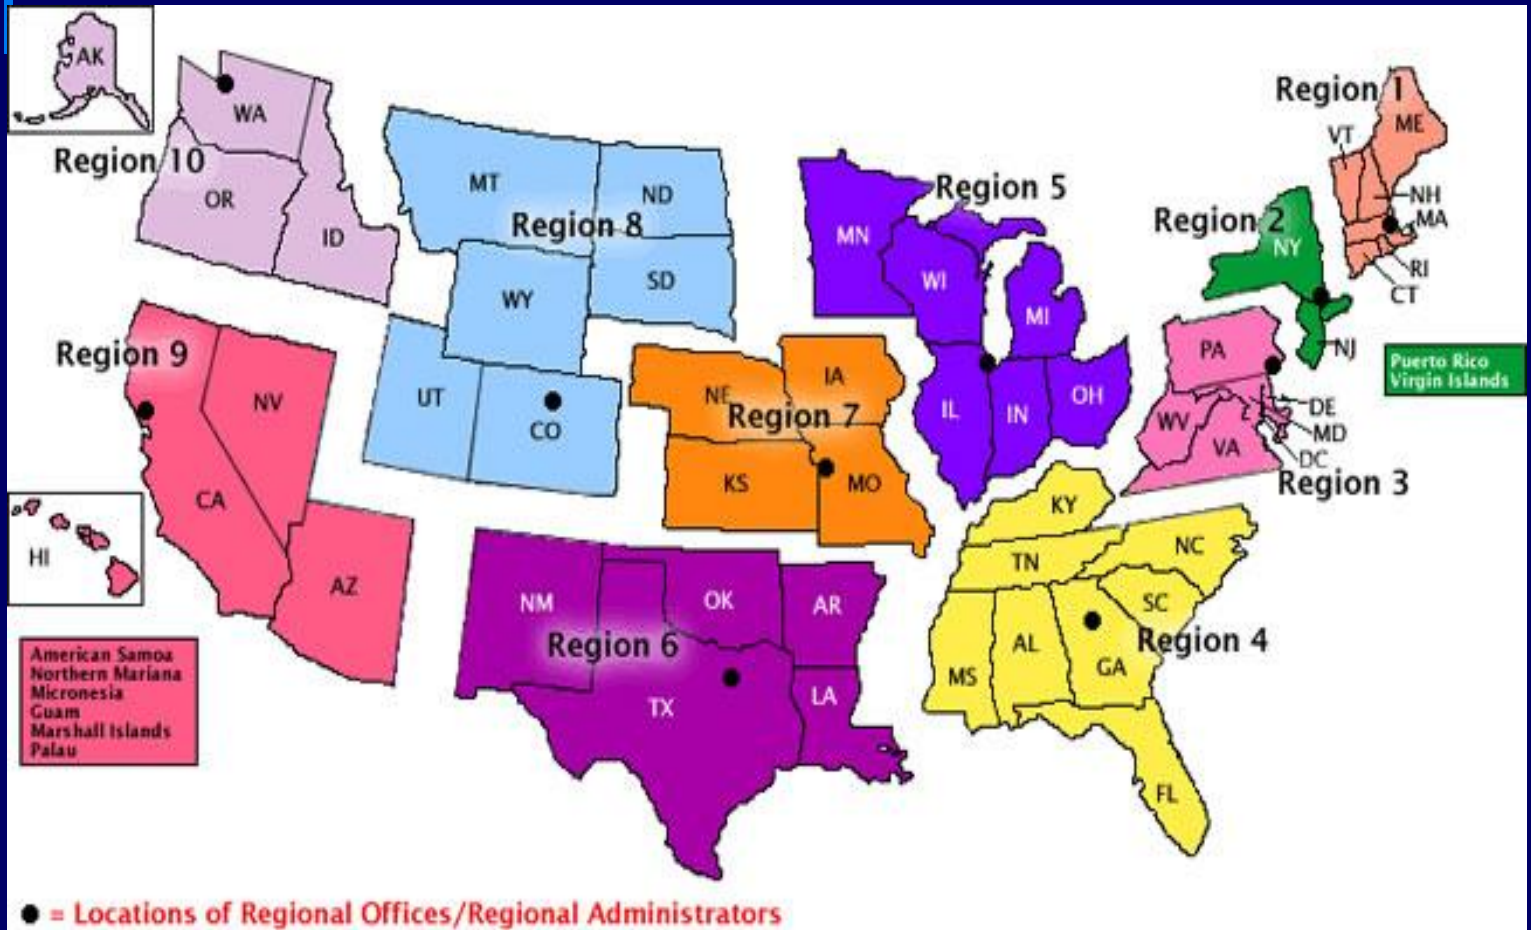 AK
WA
Region 10
OR
ID
MT
ND
Region 8
WY
SD
UT
CO
MN
Region 5
WI
MI
IL
IN
OH
Region 1
VT
ME
NH
MA
RI
CT
Region 2
NY
NJ
Puerto Rico
Virgin Islands
PA
WV
VA
DE
MD
DC
Region 3
Region 9
NV
CA
AZ
HI
American Samoa
Northern Mariana
Micronesia
Guam
Marshall Islands
Palau
NE
IA
Region 7
KS
MO
NM
OK
AR
Region 6
TX
LA
KY
TN
NC
SC
Region 4
MS
AL
GA
FL
= Locations of Regional Offices/Regional Administrators